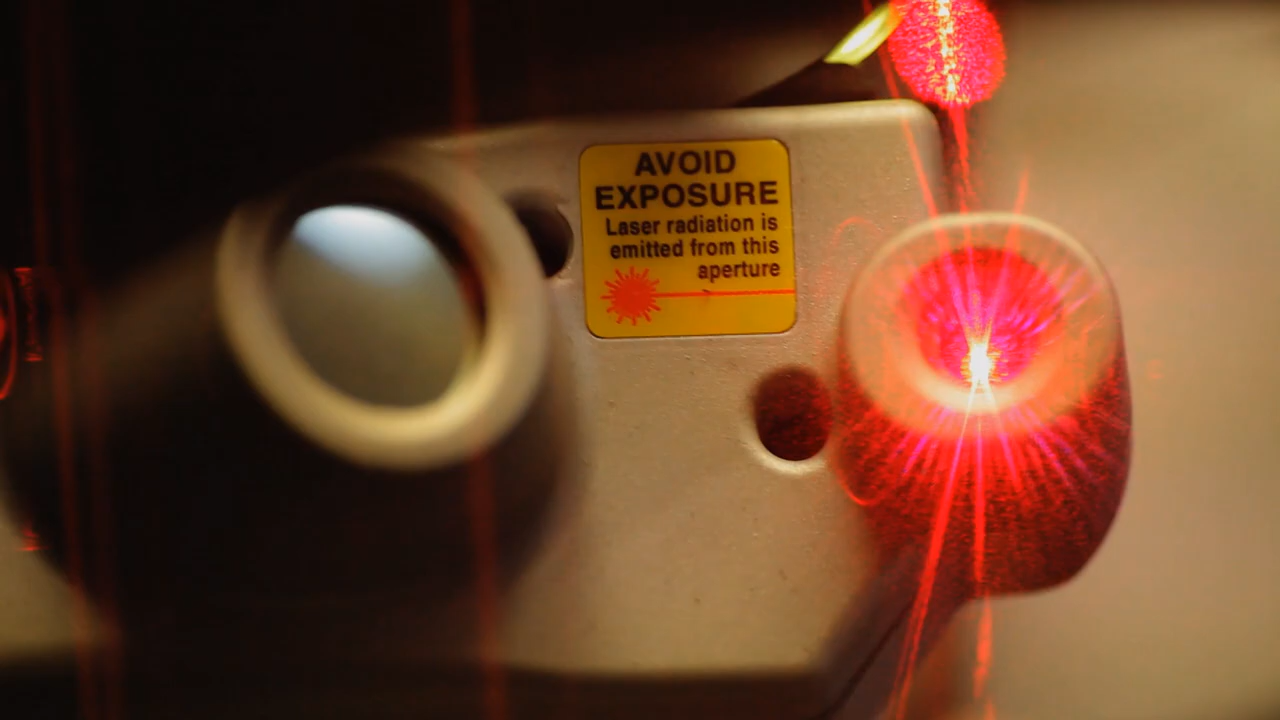 AVOID
EXPOSURE
Laser radiation is
emitted from this
aperture